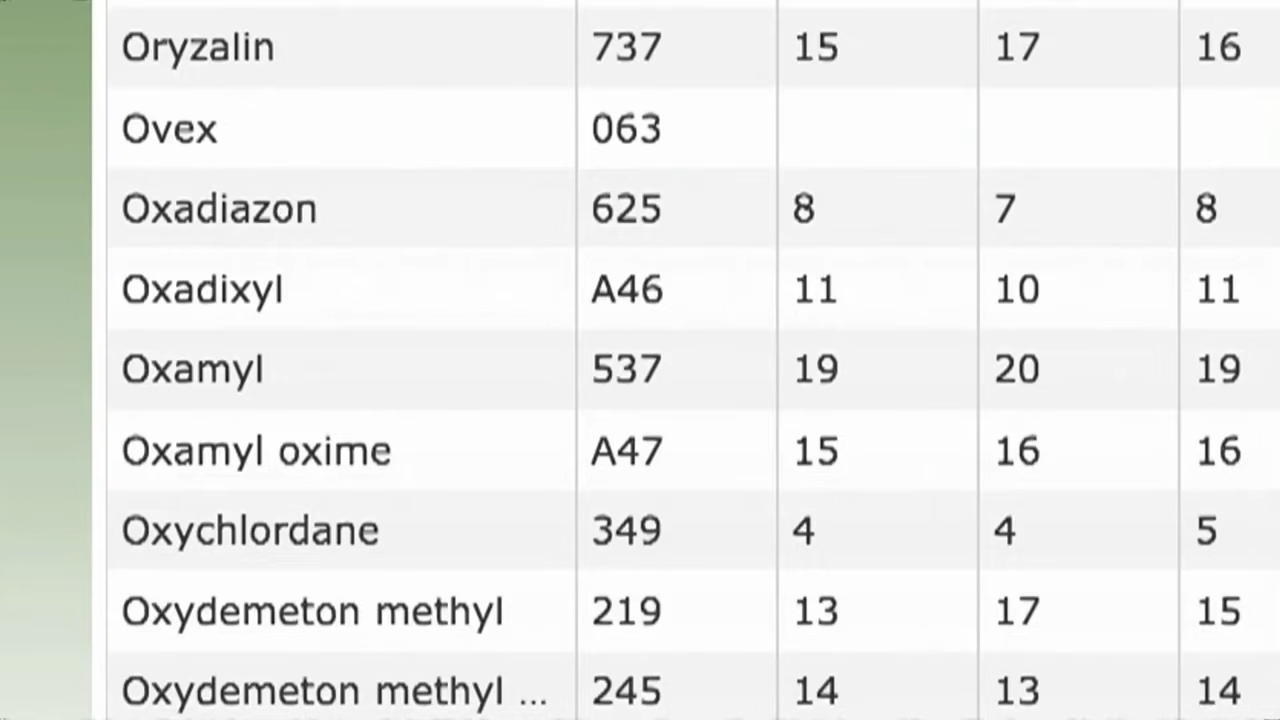 Oryzalin 737 15 17 16
Ovex 063
Oxadiazon 625 8 7 8
Oxadixyl A46 11 10 11
Oxamyl 537 19 20 19
Oxamyl oxime A47 15 16 16
Oxychlordane 349 4 4 5
Oxydemeton methyl 219 13 17 15
Oxydemeton methyl ... 245 14 13 14